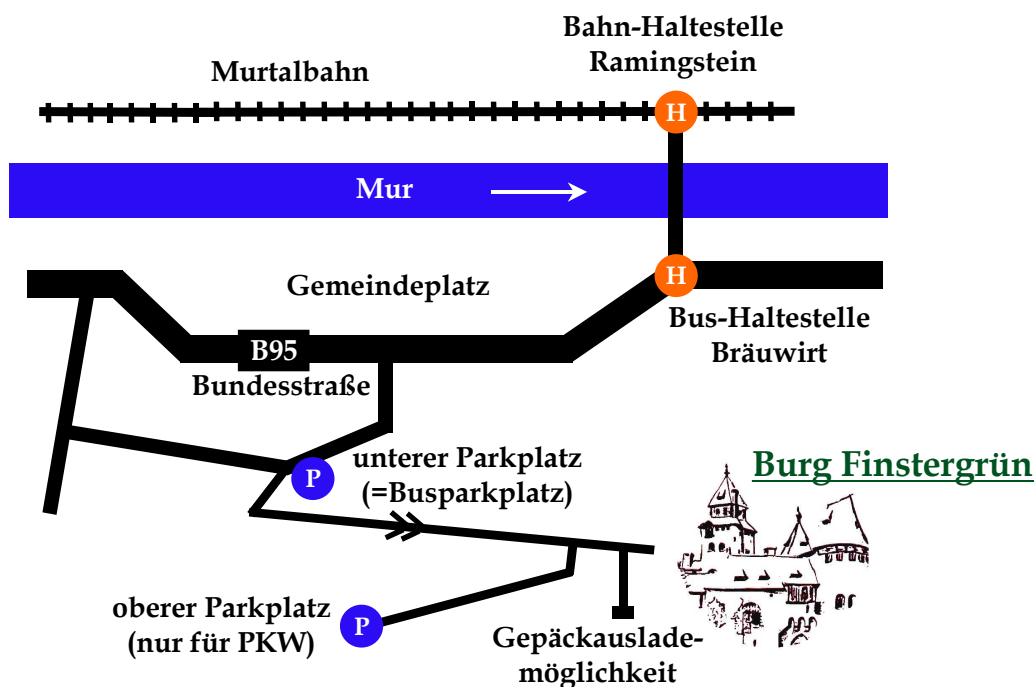 Bahn-Haltestelle
Ramingstein
Murtalbahn
H
Mur
H
Gemeindeplatz
Bus-Haltestelle
Bräuwirt
B95
Bundesstraße
unterer Parkplatz
(=Busparkplatz)
P
Burg Finstergrün
oberer Parkplatz
(nur für PKW)
P
Gepäckauslade-
möglichkeit